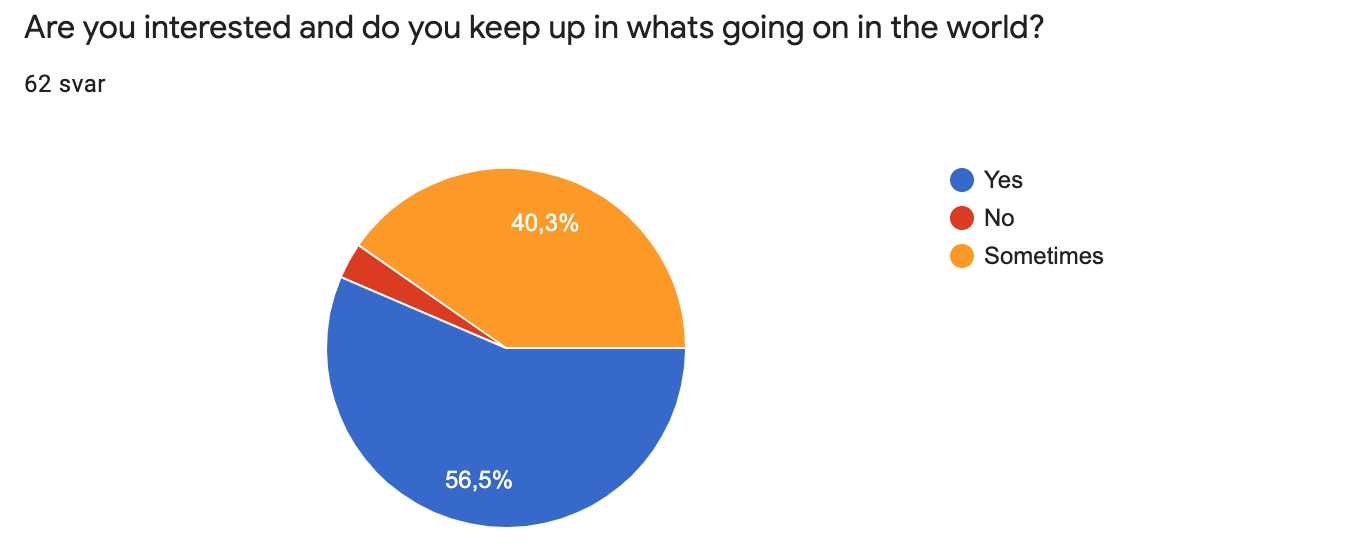 Are you interested and do you keep up in whats going on in the world?
62 svar
Yes
No
Sometimes
40,3%
56,5%